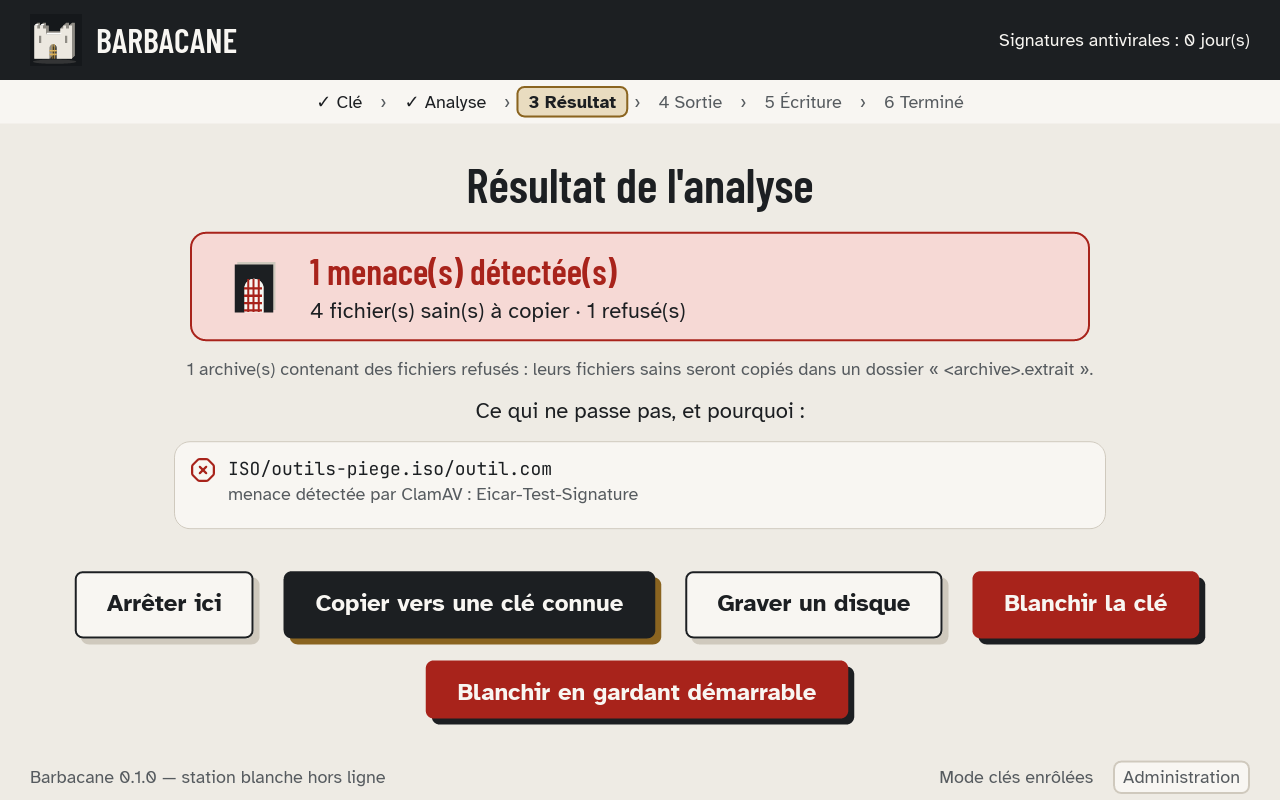 BARBACANE
Signatures antivirales : 0 jour(s)
✓ Clé › ✓ Analyse › 3 Résultat › 4 Sortie › 5 Écriture › 6 Terminé
Résultat de l'analyse
1 menace(s) détectée(s)
4 fichier(s) sain(s) à copier · 1 refusé(s)
1 archive(s) contenant des fichiers refusés : leurs fichiers sains seront copiés dans un dossier « <archive>.extrait ».
Ce qui ne passe pas, et pourquoi :
ISO/outils-piege.iso/outil.com
menace détectée par ClamAV : Eicar-Test-Signature
Arrêter ici
Copier vers une clé connue
Graver un disque
Blanchir la clé
Blanchir en gardant démarrable
Barbacane 0.1.0 — station blanche hors ligne
Mode clés enrôlées
Administration